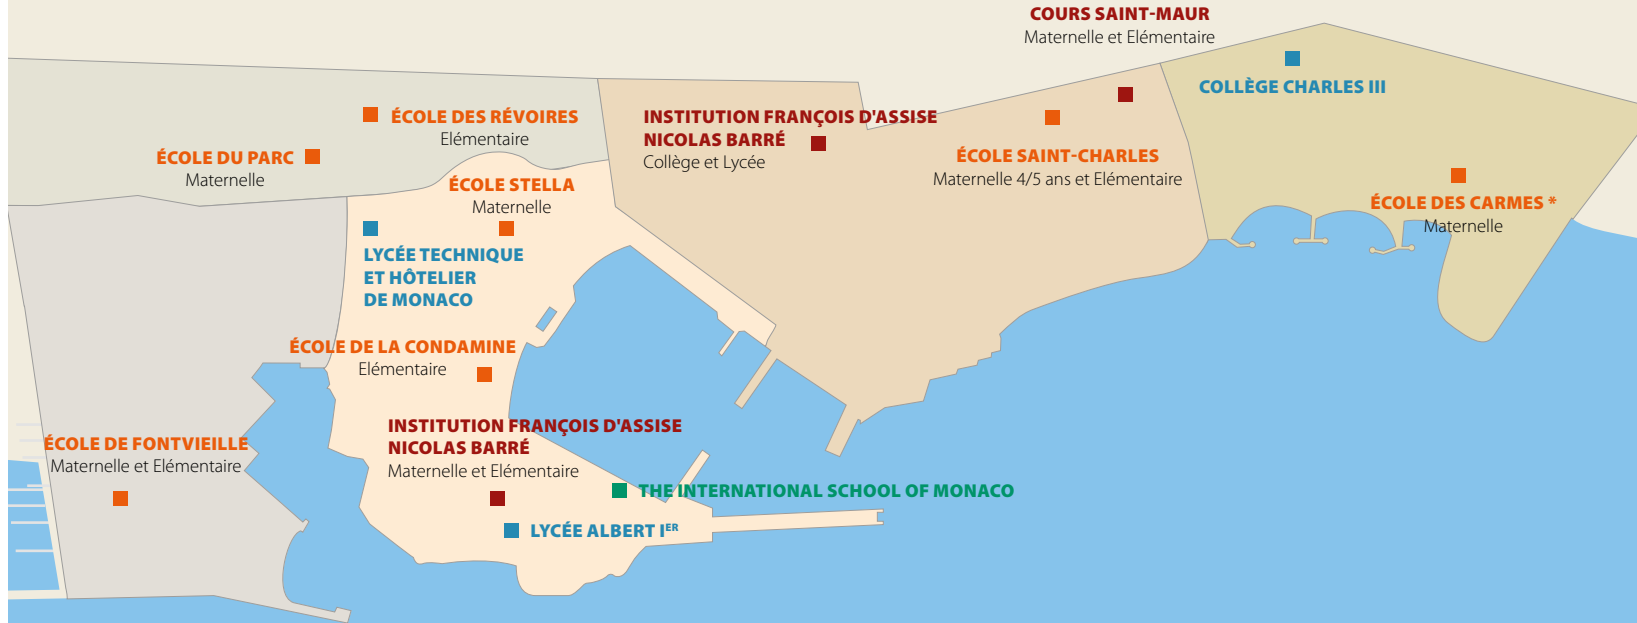 COURS SAINT-MAUR
Maternelle et Elémentaire
COLLÈGE CHARLES III
ÉCOLE DES RÉVOIRES
Elémentaire
INSTITUTION FRANÇOIS D'ASSISE
NICOLAS BARRÉ
Collège et Lycée
ÉCOLE DU PARC
Maternelle
ÉCOLE SAINT-CHARLES
Maternelle 4/5 ans et Elémentaire
ÉCOLE STELLA
Maternelle
ÉCOLE DES CARMES *
Maternelle
LYCÉE TECHNIQUE
ET HÔTELIER
DE MONACO
ÉCOLE DE LA CONDAMINE
Elémentaire
INSTITUTION FRANÇOIS D'ASSISE
NICOLAS BARRÉ
Maternelle et Elémentaire
ÉCOLE DE FONTVIEILLE
Maternelle et Elémentaire
THE INTERNATIONAL SCHOOL OF MONACO
LYCÉE ALBERT IER